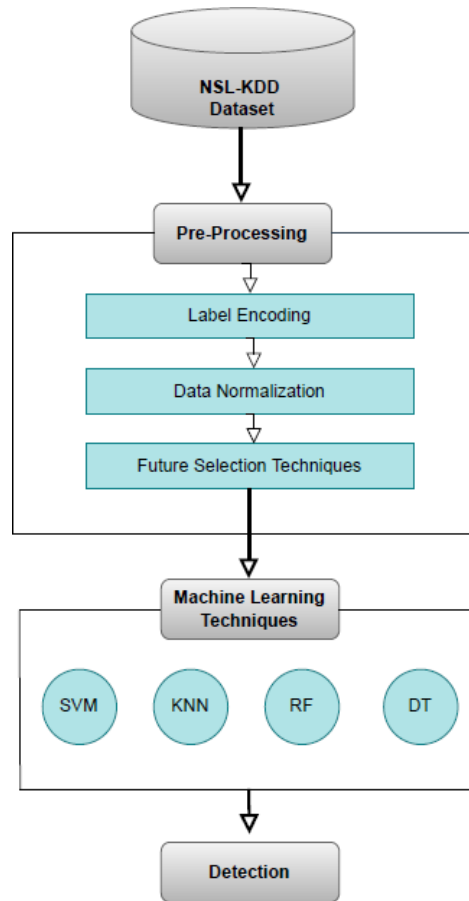 NSL-KDD
Dataset
Pre-Processing
Label Encoding
Data Normalization
Future Selection Techniques
Machine Learning
Techniques
SVM
KNN
RF
DT
Detection